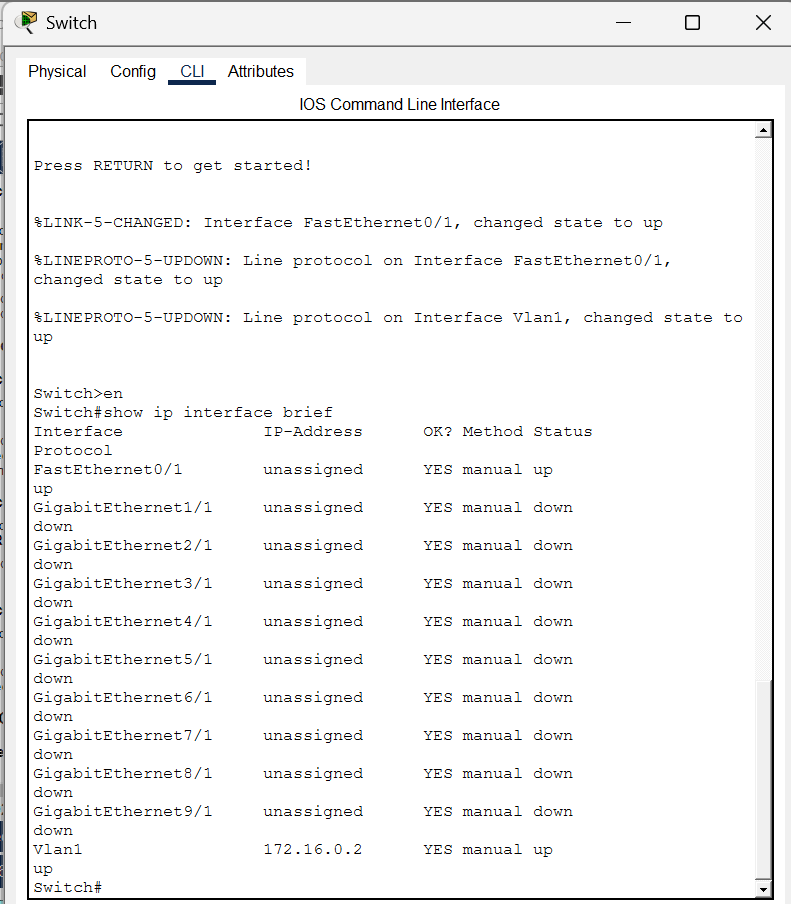 Switch
Physical Config CLI Attributes
IOS Command Line Interface
Press RETURN to get started!
%LINK-5-CHANGED: Interface FastEthernet0/1, changed state to up
%LINEPROTO-5-UPDOWN: Line protocol on Interface FastEthernet0/1,
changed state to up
%LINEPROTO-5-UPDOWN: Line protocol on Interface Vlan1, changed state to
up
Switch>en
Switch#show ip interface brief
Interface              IP-Address      OK? Method Status
Protocol
FastEthernet0/1        unassigned      YES manual up
up
GigabitEthernet1/1     unassigned      YES manual down
down
GigabitEthernet2/1     unassigned      YES manual down
down
GigabitEthernet3/1     unassigned      YES manual down
down
GigabitEthernet4/1     unassigned      YES manual down
down
GigabitEthernet5/1     unassigned      YES manual down
down
GigabitEthernet6/1     unassigned      YES manual down
down
GigabitEthernet7/1     unassigned      YES manual down
down
GigabitEthernet8/1     unassigned      YES manual down
down
GigabitEthernet9/1     unassigned      YES manual down
down
Vlan1                  172.16.0.2      YES manual up
up
Switch#